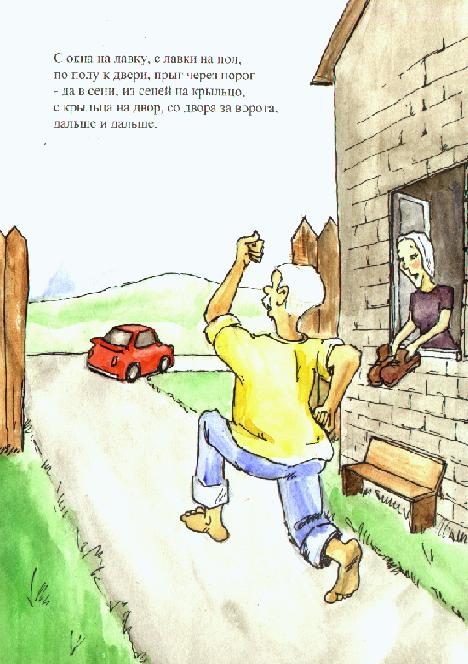 С окна на лавку, с лавки на пол,
по полу к двери, прыг через порог
- да в сени, из сеней на крыльцо,
с крыльца на двор, со двора за ворота,
дальше и дальше.